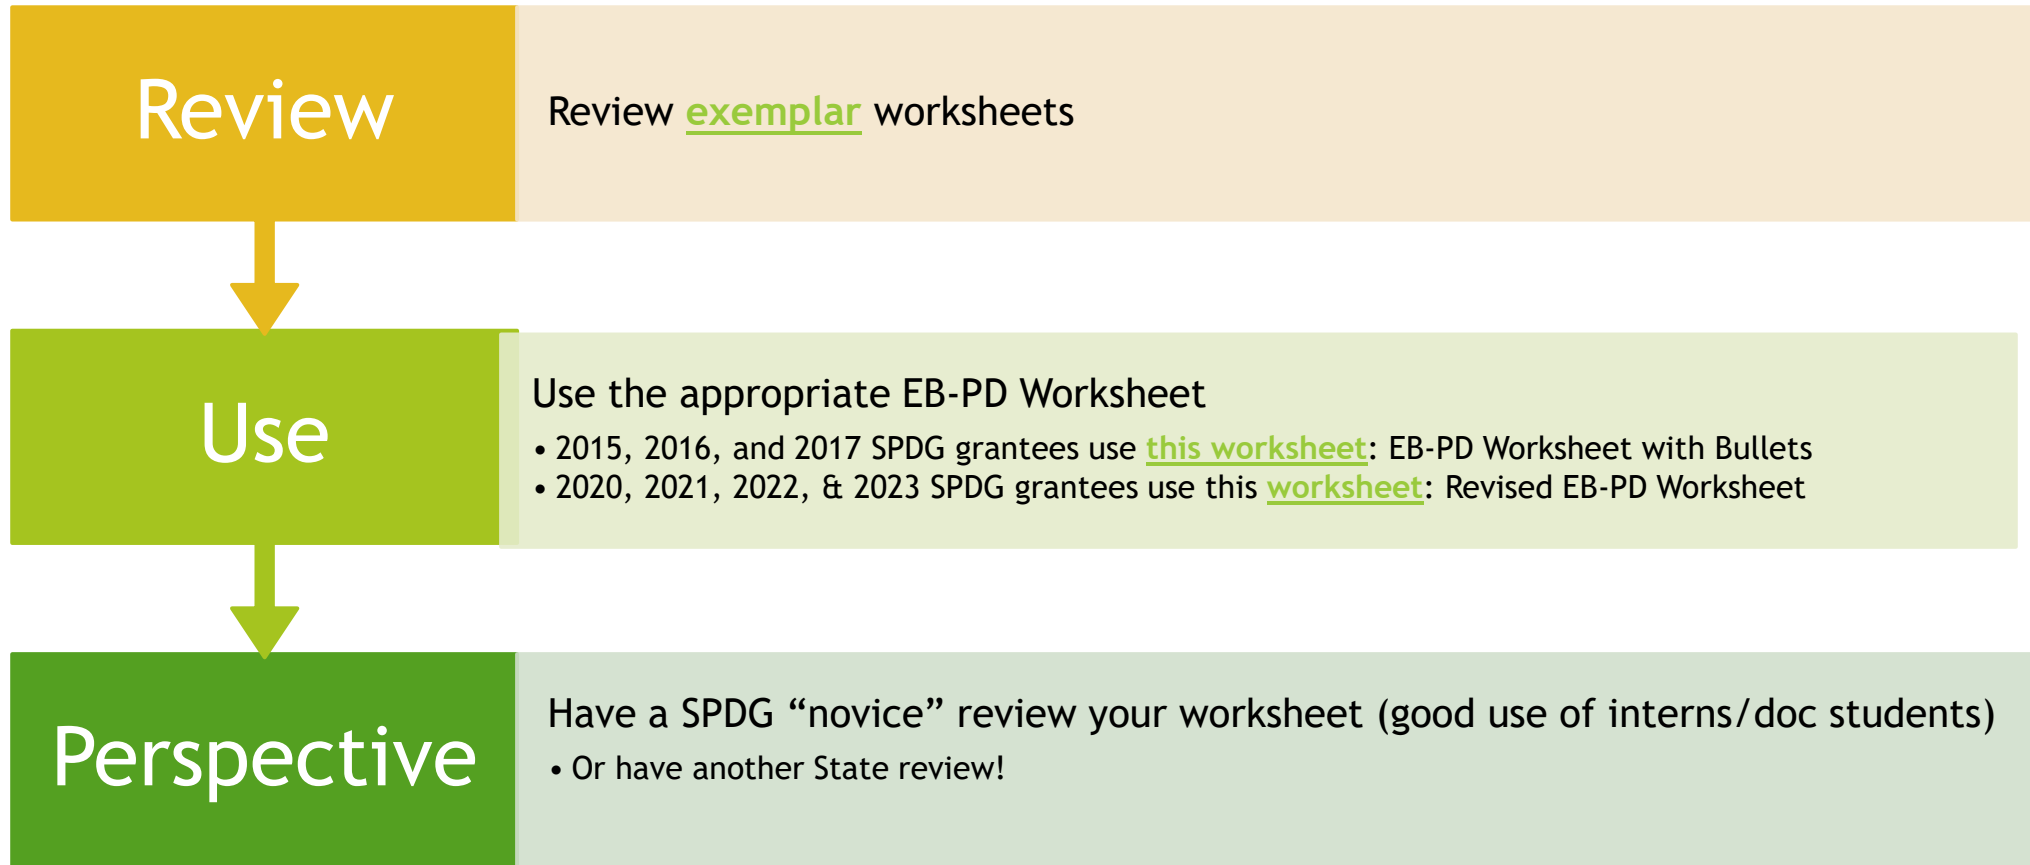 Review
Review exemplar worksheets
Use
Use the appropriate EB-PD Worksheet
• 2015, 2016, and 2017 SPDG grantees use this worksheet: EB-PD Worksheet with Bullets
• 2020, 2021, 2022, & 2023 SPDG grantees use this worksheet: Revised EB-PD Worksheet
Perspective
Have a SPDG “novice” review your worksheet (good use of interns/doc students)
• Or have another State review!